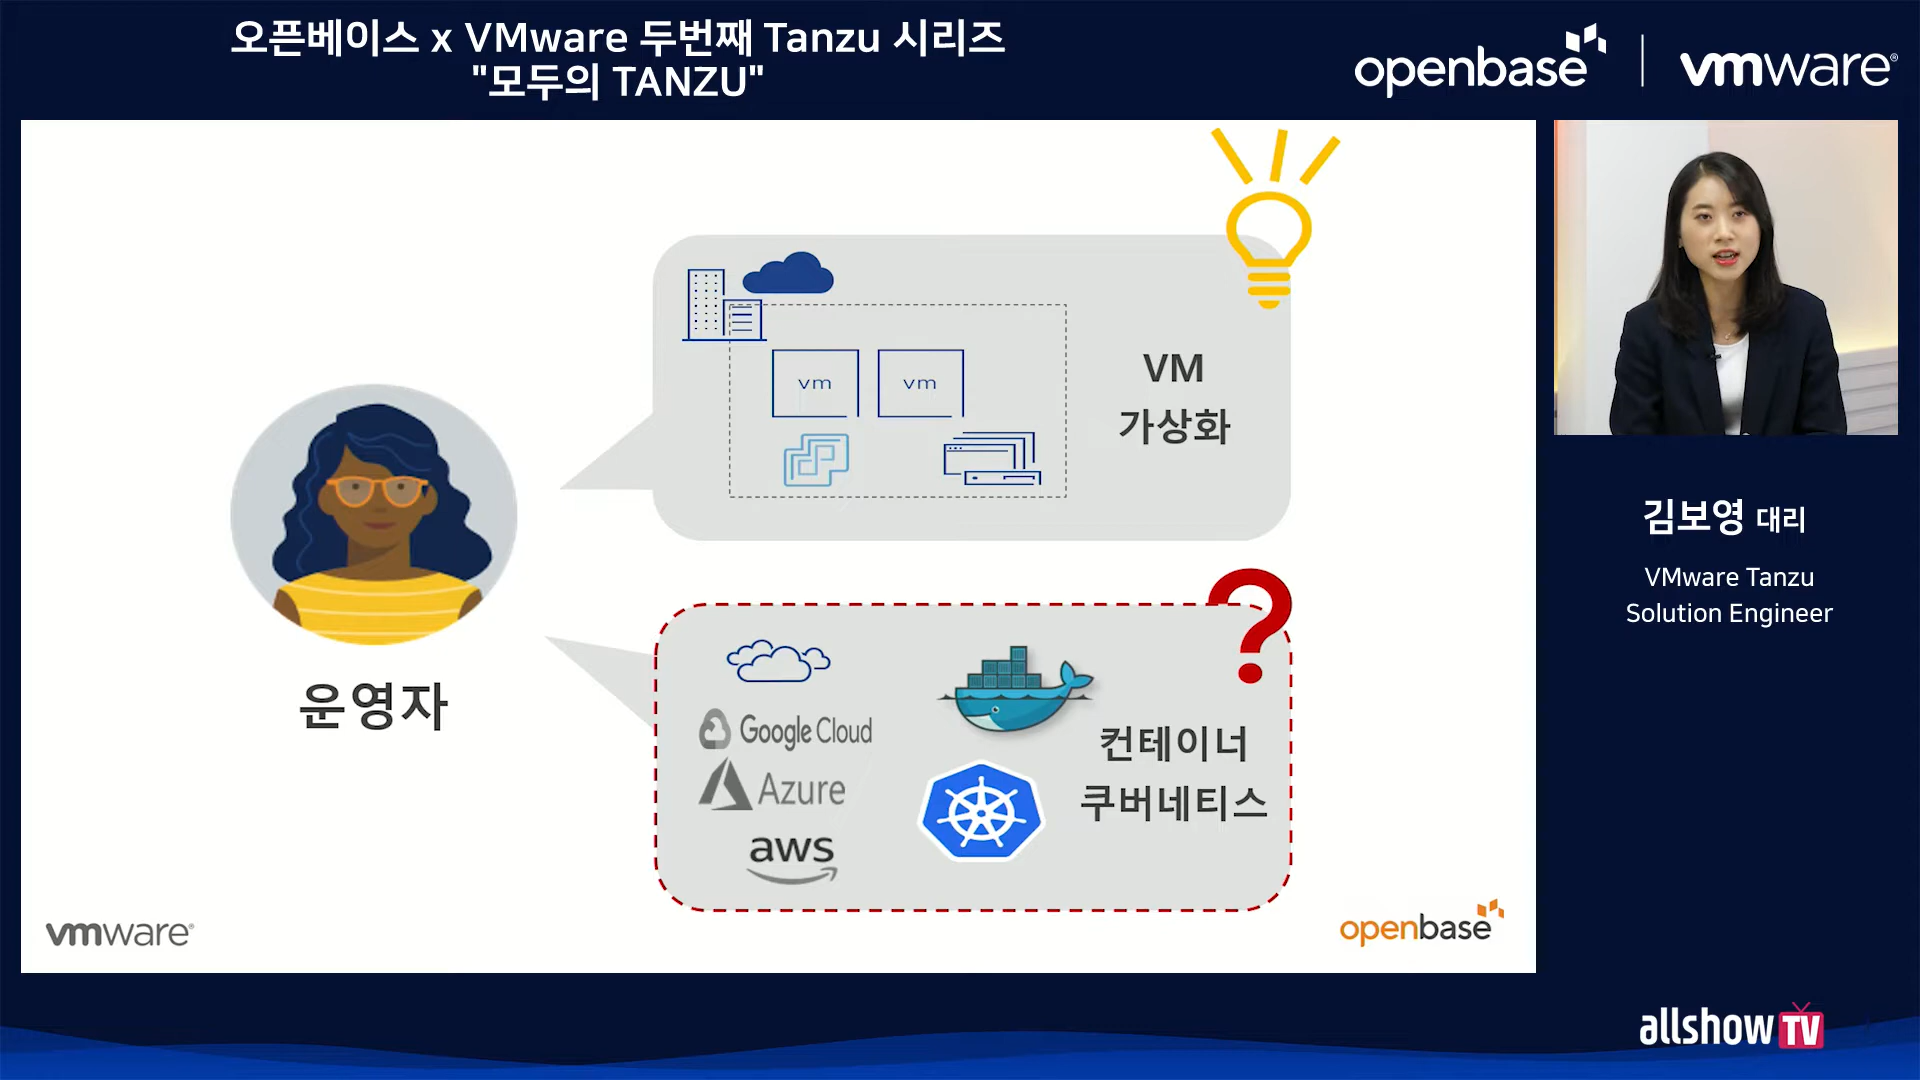 오픈베이스 x VMware 두번째 Tanzu 시리즈
"모두의 TANZU"
openbase
vmware®
vm
vm
VM
가상화
운영자
?
Google Cloud
Azure
aws
컨테이너
쿠버네티스
vmware®
openbase
김보영 대리
VMware Tanzu
Solution Engineer
allshow TV